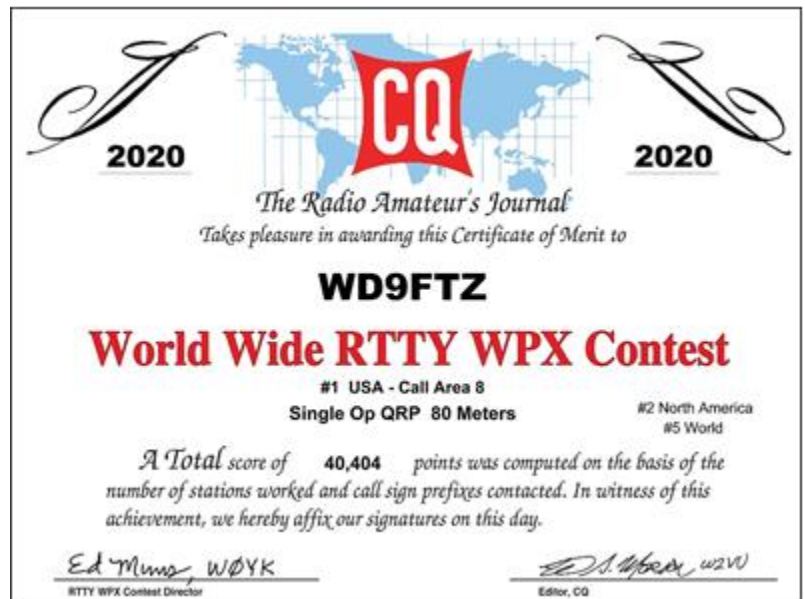 CQ
2020 2020
The Radio Amateur's Journal
Takes pleasure in awarding this Certificate of Merit to
WD9FTZ
World Wide RTTY WPX Contest
#1 USA - Call Area 8
Single Op QRP 80 Meters
#2 North America
#5 World
A Total score of 40,404 points was computed on the basis of the
number of stations worked and call sign prefixes contacted. In witness of this
achievement, we hereby affix our signatures on this day.
Ed Muns, WØYK
W2VU
RTTY WPX Contest Director
Editor, CQ